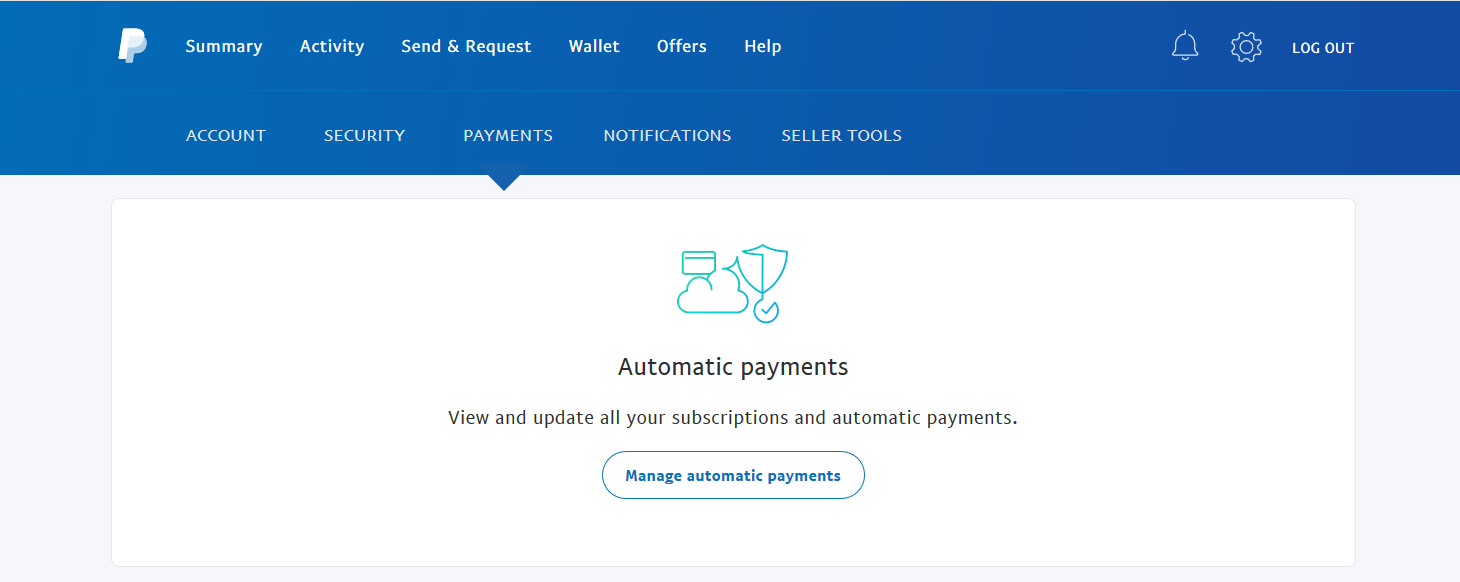 Summary Activity Send & Request Wallet Offers Help LOG OUT
ACCOUNT SECURITY PAYMENTS NOTIFICATIONS SELLER TOOLS
Automatic payments
View and update all your subscriptions and automatic payments.
Manage automatic payments